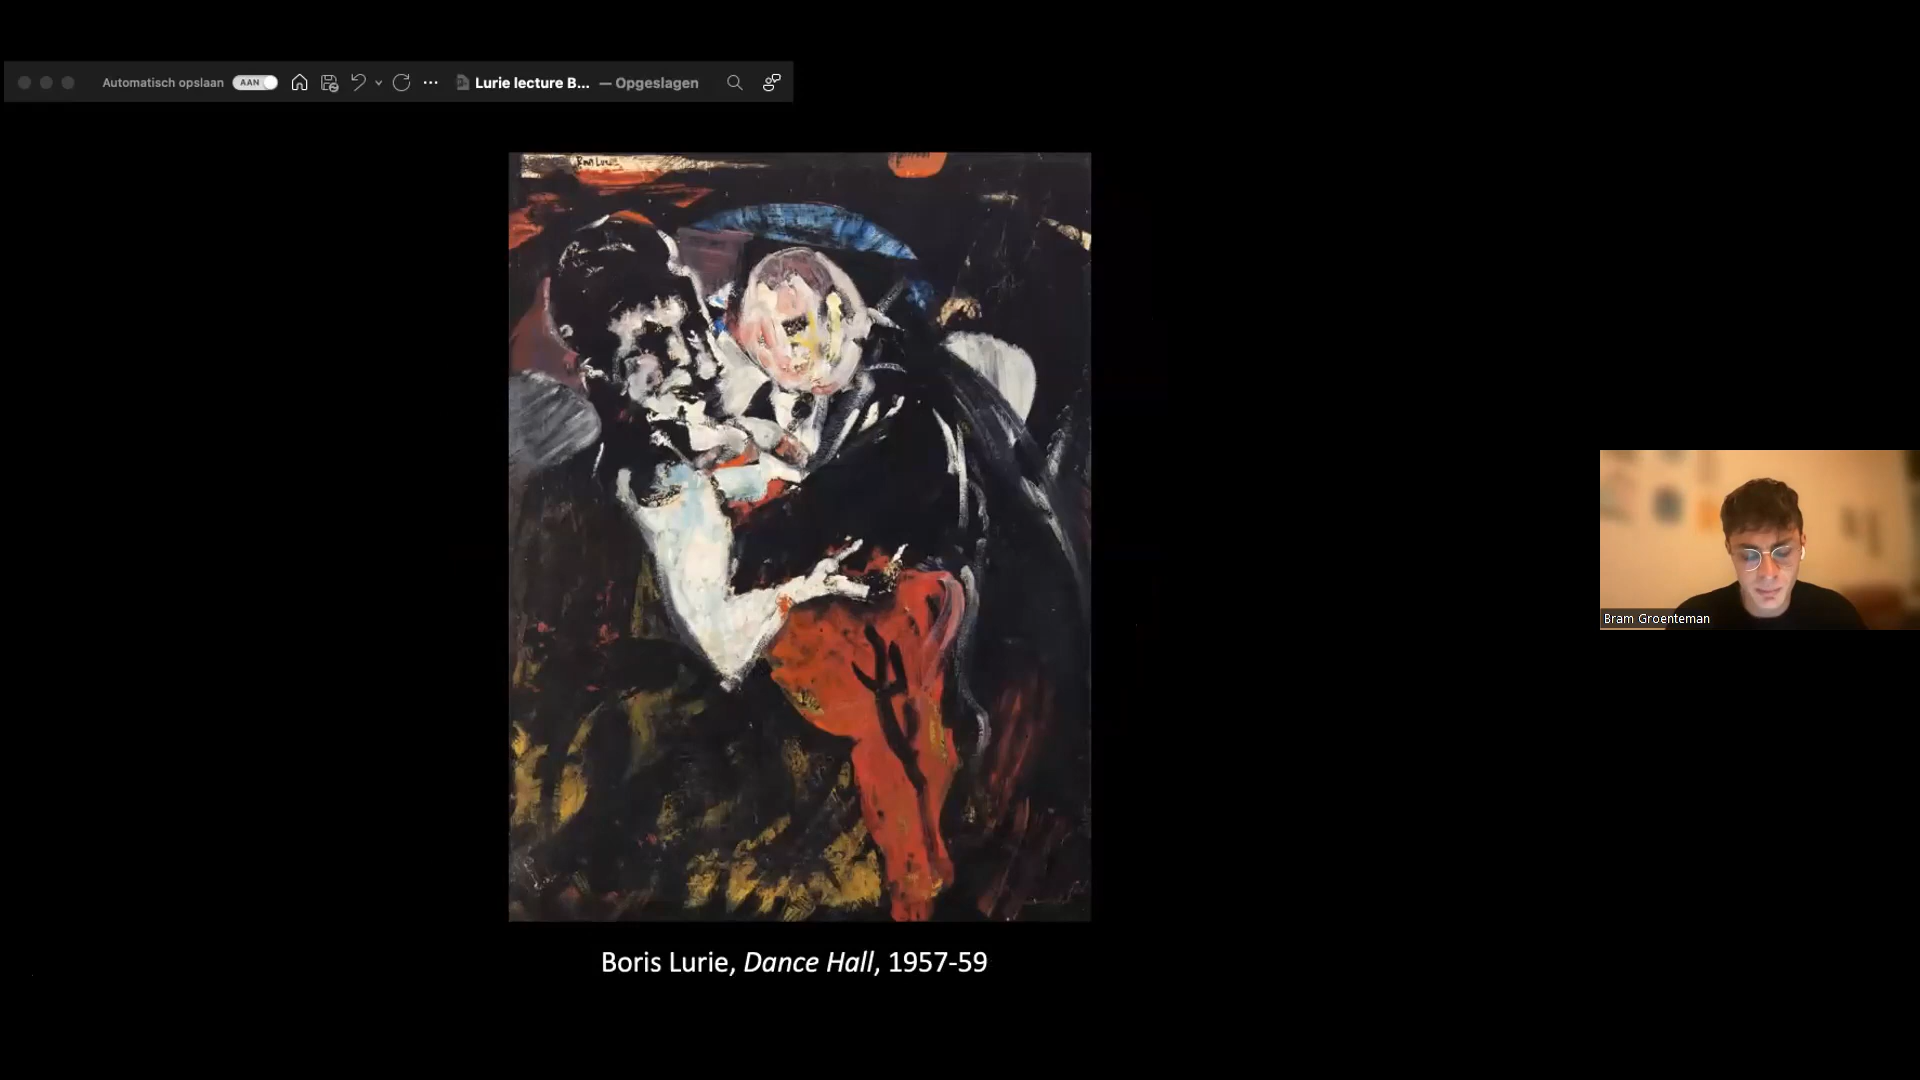 Automatisch opslaan AAN Lurie lecture B... — Opgeslagen
Boris Lurie, Dance Hall, 1957-59
Bram Groenteman